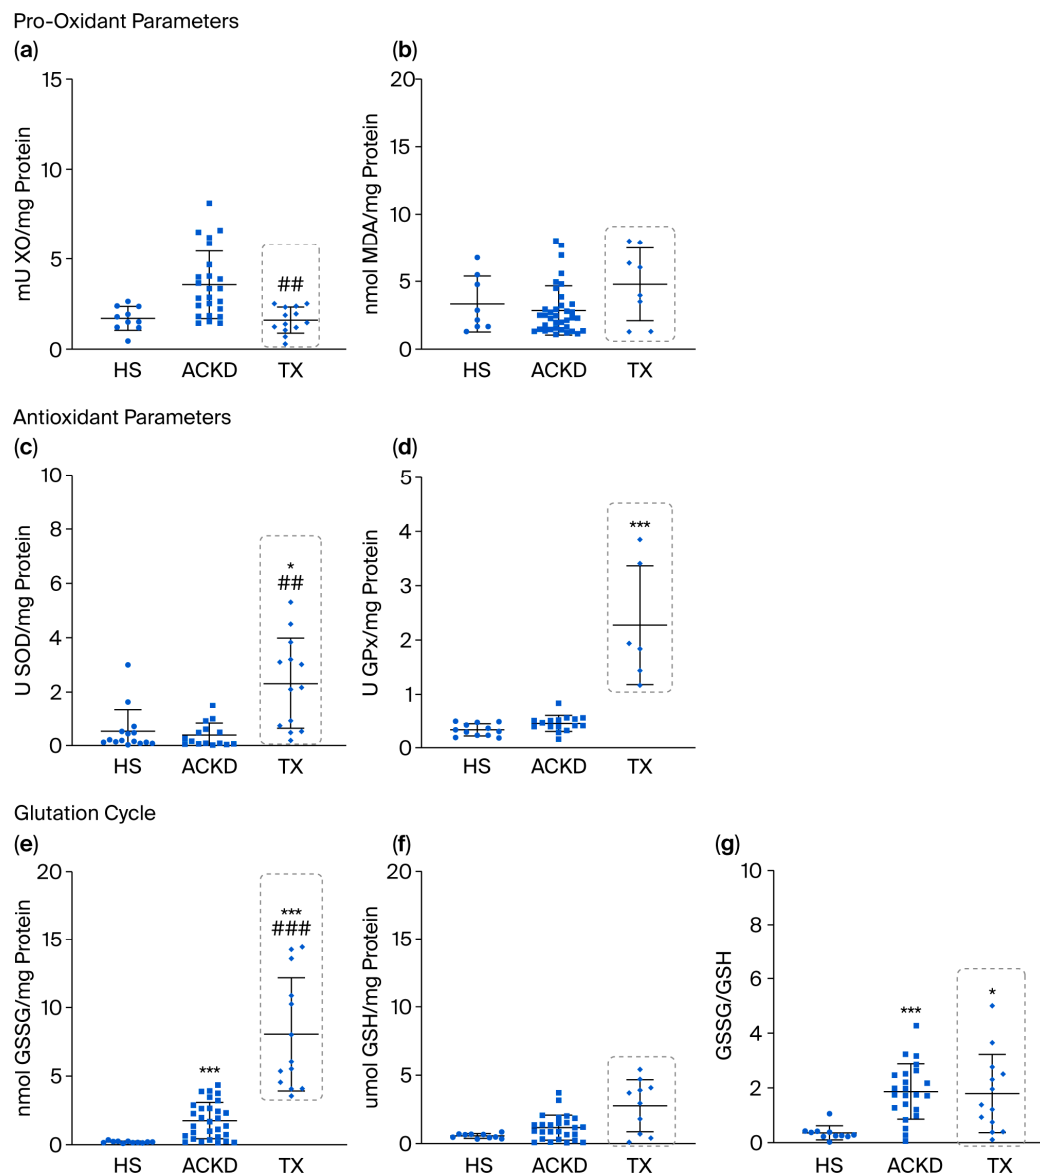 Pro-Oxidant Parameters
(a)
(b)
mU XO/mg Protein
15
10
5
0
##
HS ACKD TX
nmol MDA/mg Protein
20
15
10
5
0
HS ACKD TX
Antioxidant Parameters
(c)
(d)
U SOD/mg Protein
10
8
6
4
2
0
*
##
HS ACKD TX
U GPx/mg Protein
5
4
3
2
1
0
***
HS ACKD TX
Glutation Cycle
(e)
(f)
(g)
nmol GSSG/mg Protein
20
15
10
5
0
***
***
###
HS ACKD TX
umol GSH/mg Protein
20
15
10
5
0
HS ACKD TX
GSSG/GSH
10
8
6
4
2
0
***
*
HS ACKD TX